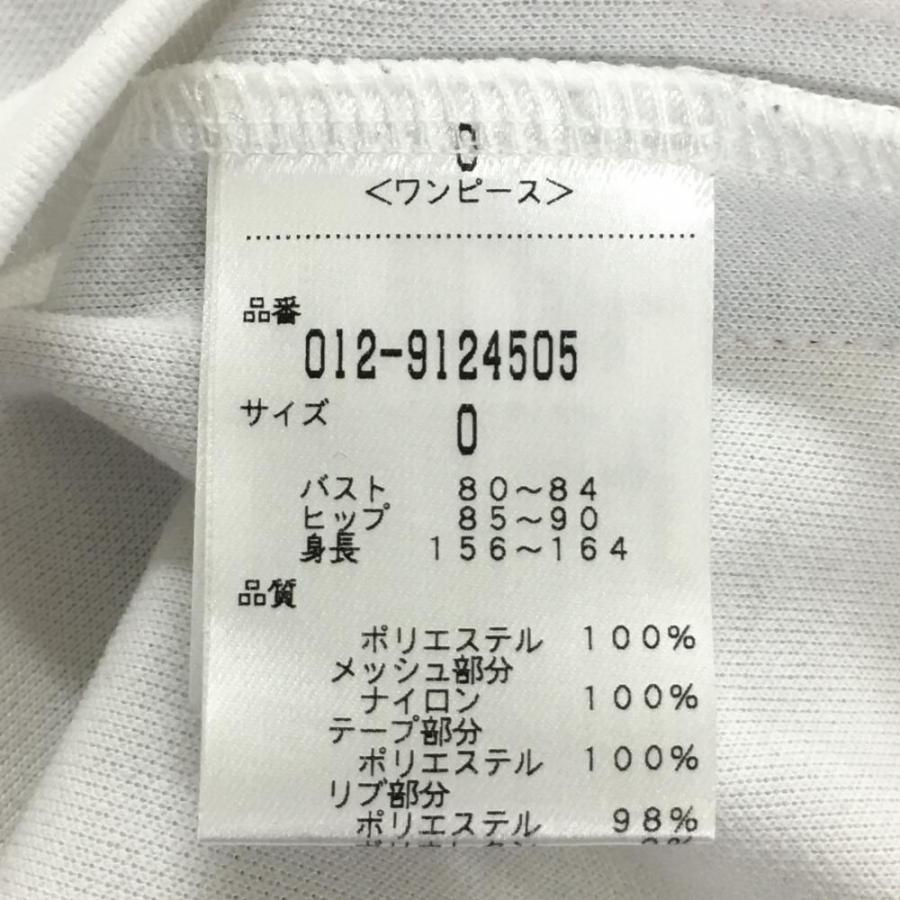 0
<ワンピース>
品番
012-9124505
サイズ
0
バスト 80~84
ヒップ 85~90
身長 156~164
品質
ポリエステル 100%
メッシュ部分
ナイロン 100%
テープ部分
ポリエステル 100%
リブ部分
ポリエステル 98%